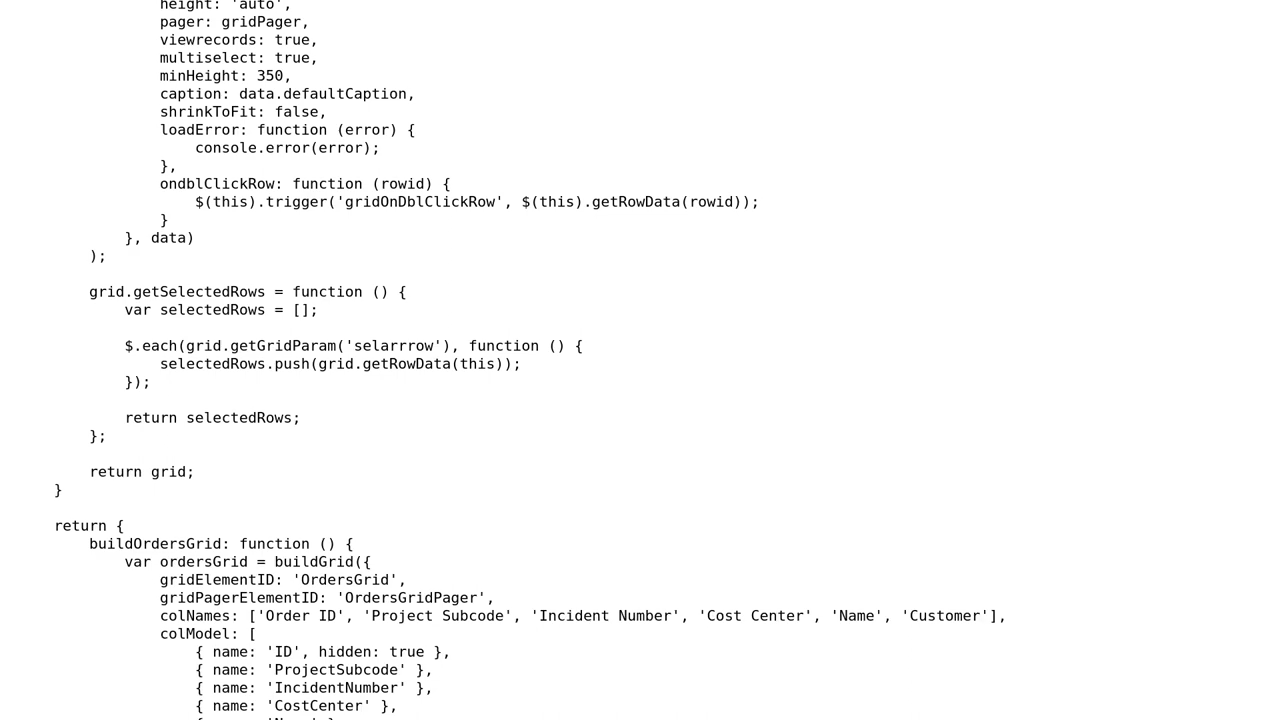 height: 'auto',
pager: gridPager,
viewrecords: true,
multiselect: true,
minHeight: 350,
caption: data.defaultCaption,
shrinkToFit: false,
loadError: function (error) {
console.error(error);
},
ondblClickRow: function (rowid) {
$(this).trigger('gridOnDblClickRow', $(this).getRowData(rowid));
}
}, data)
);
grid.getSelectedRows = function () {
var selectedRows = [];
$.each(grid.getGridParam('selarrrow'), function () {
selectedRows.push(grid.getRowData(this));
});
return selectedRows;
};
return grid;
}
return {
buildOrdersGrid: function () {
var ordersGrid = buildGrid({
gridElementID: 'OrdersGrid',
gridPagerElementID: 'OrdersGridPager',
colNames: ['Order ID', 'Project Subcode', 'Incident Number', 'Cost Center', 'Name', 'Customer'],
colModel: [
{ name: 'ID', hidden: true },
{ name: 'ProjectSubcode' },
{ name: 'IncidentNumber' },
{ name: 'CostCenter' },